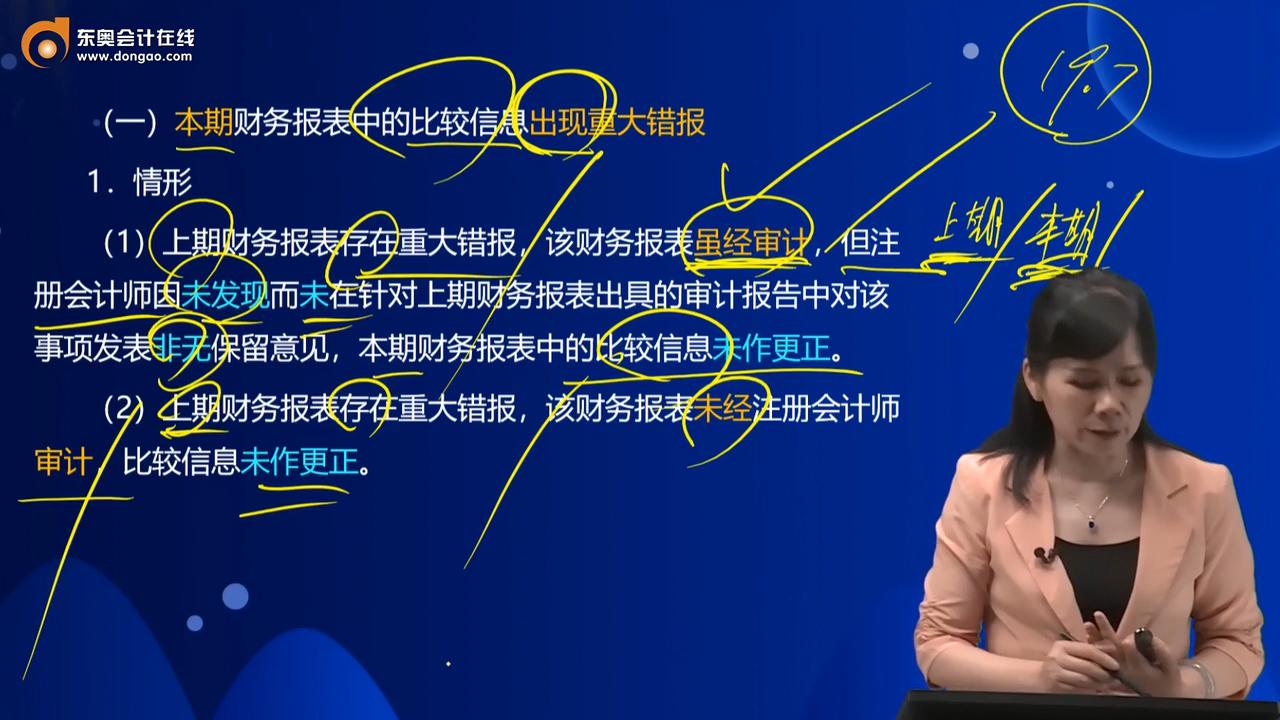 东奥会计在线
www.dongao.com
19.7
（一）本期财务报表中的比较信息出现重大错报
1．情形
（1）上期财务报表存在重大错报，该财务报表虽经审计，但注
上期/本期/
册会计师因未发现而未在针对上期财务报表出具的审计报告中对该
事项发表非无保留意见，本期财务报表中的比较信息未作更正。
（2）上期财务报表存在重大错报，该财务报表未经注册会计师
审计，比较信息未作更正。